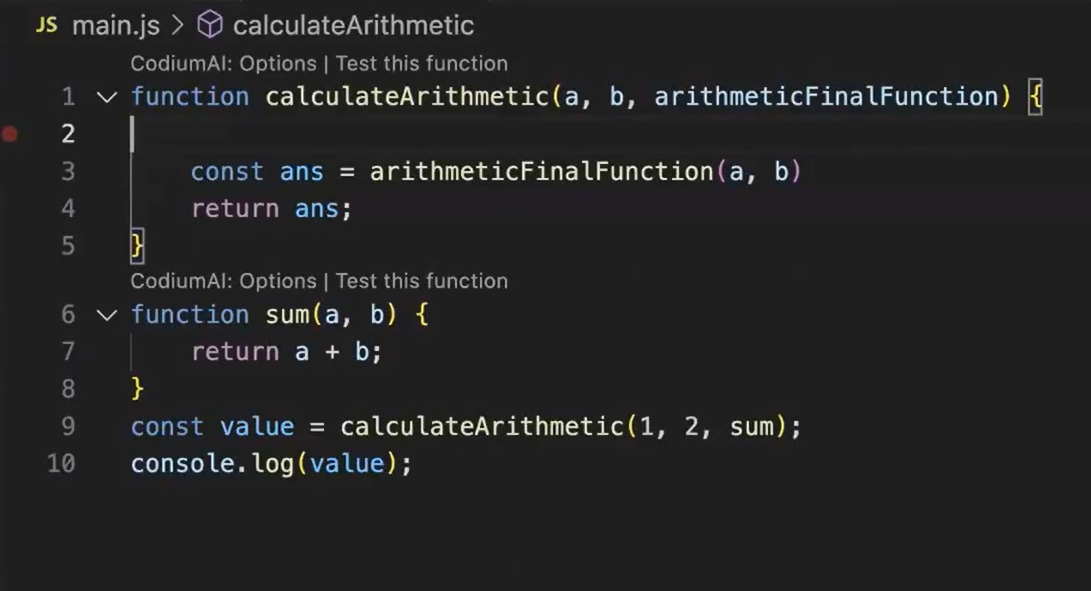 JS main.js > calculateArithmetic
CodiumAI: Options | Test this function
1 function calculateArithmetic(a, b, arithmeticFinalFunction) {
2
3     const ans = arithmeticFinalFunction(a, b)
4     return ans;
5 }
CodiumAI: Options | Test this function
6 function sum(a, b) {
7     return a + b;
8 }
9 const value = calculateArithmetic(1, 2, sum);
10 console.log(value);